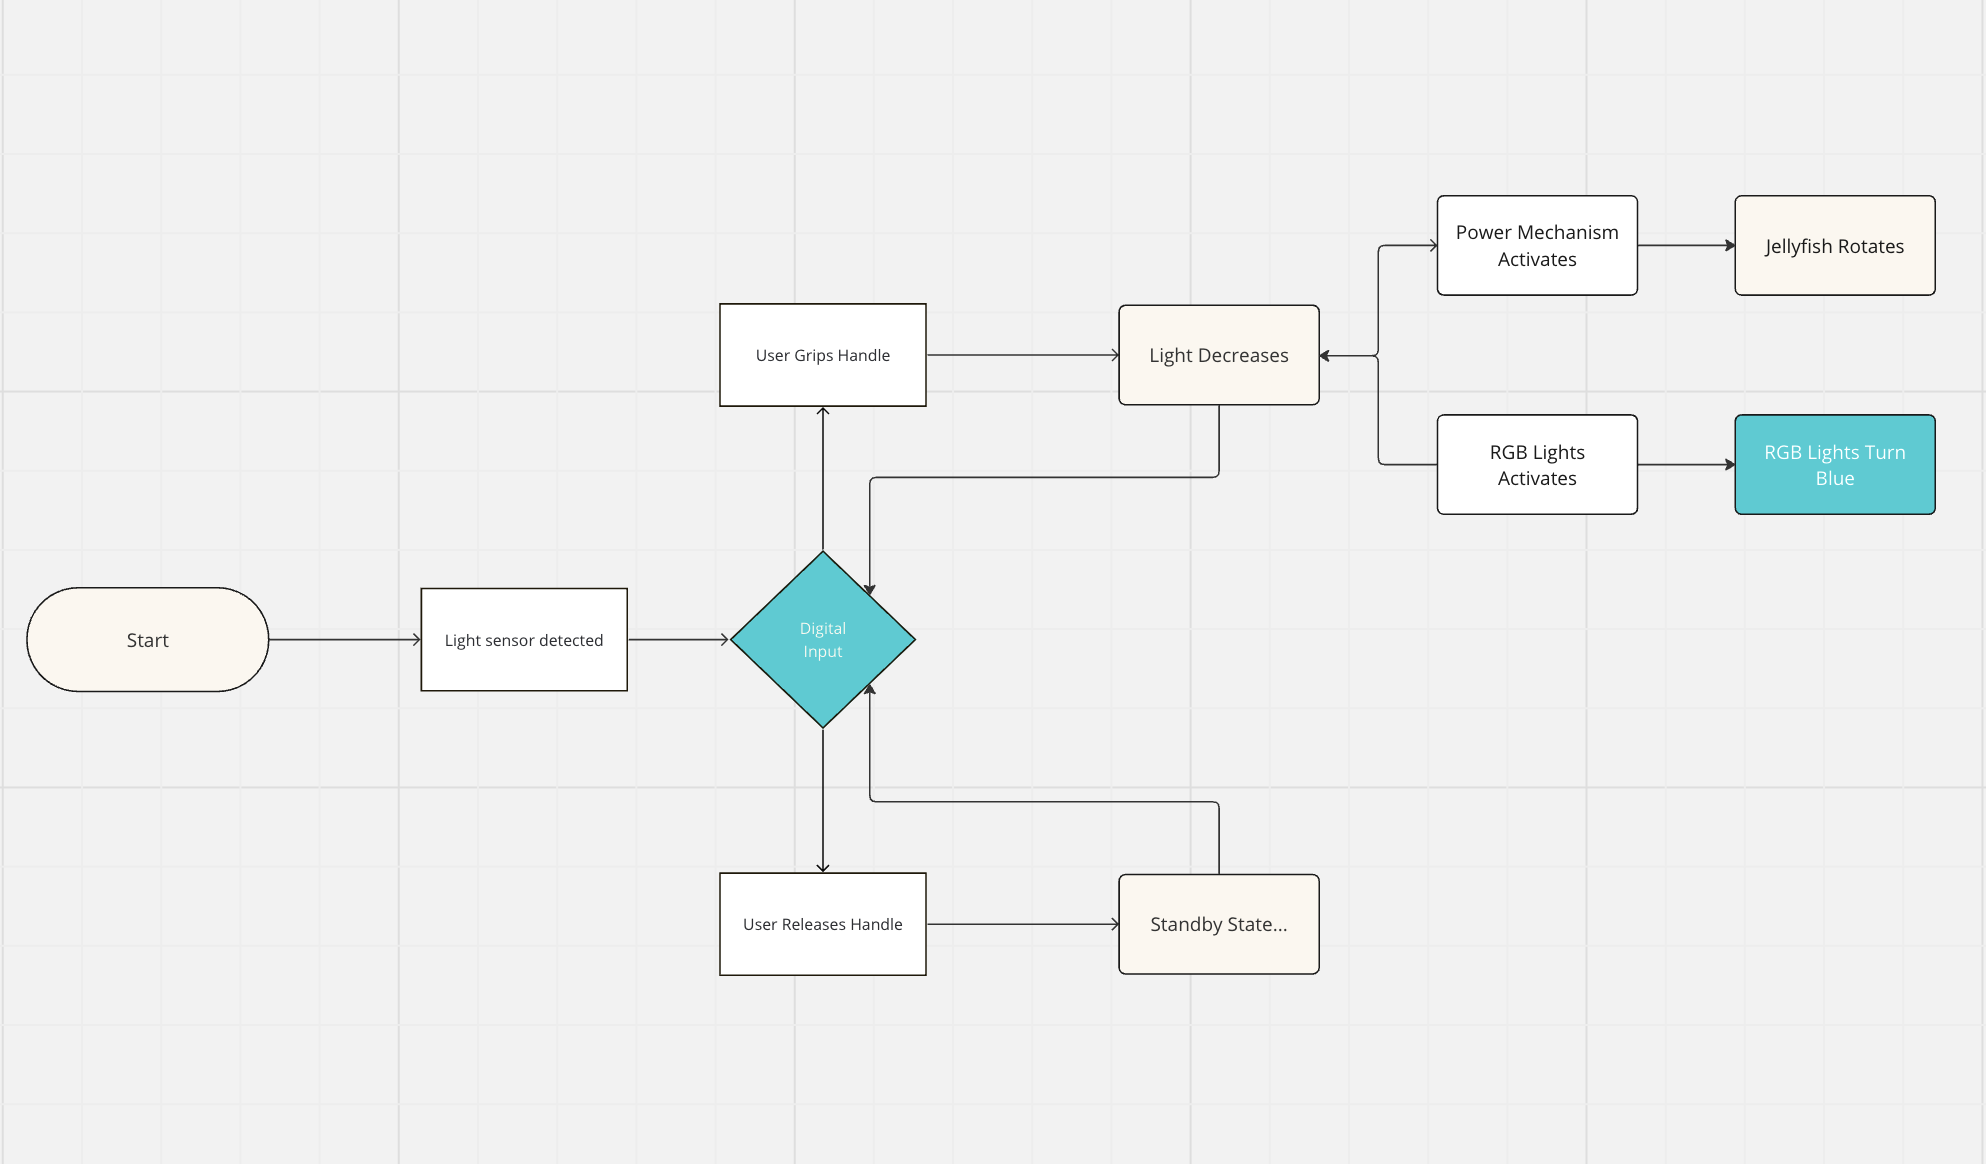 Start
Light sensor detected
Digital
Input
User Grips Handle
Light Decreases
Power Mechanism
Activates
Jellyfish Rotates
RGB Lights
Activates
RGB Lights Turn
Blue
User Releases Handle
Standby State...